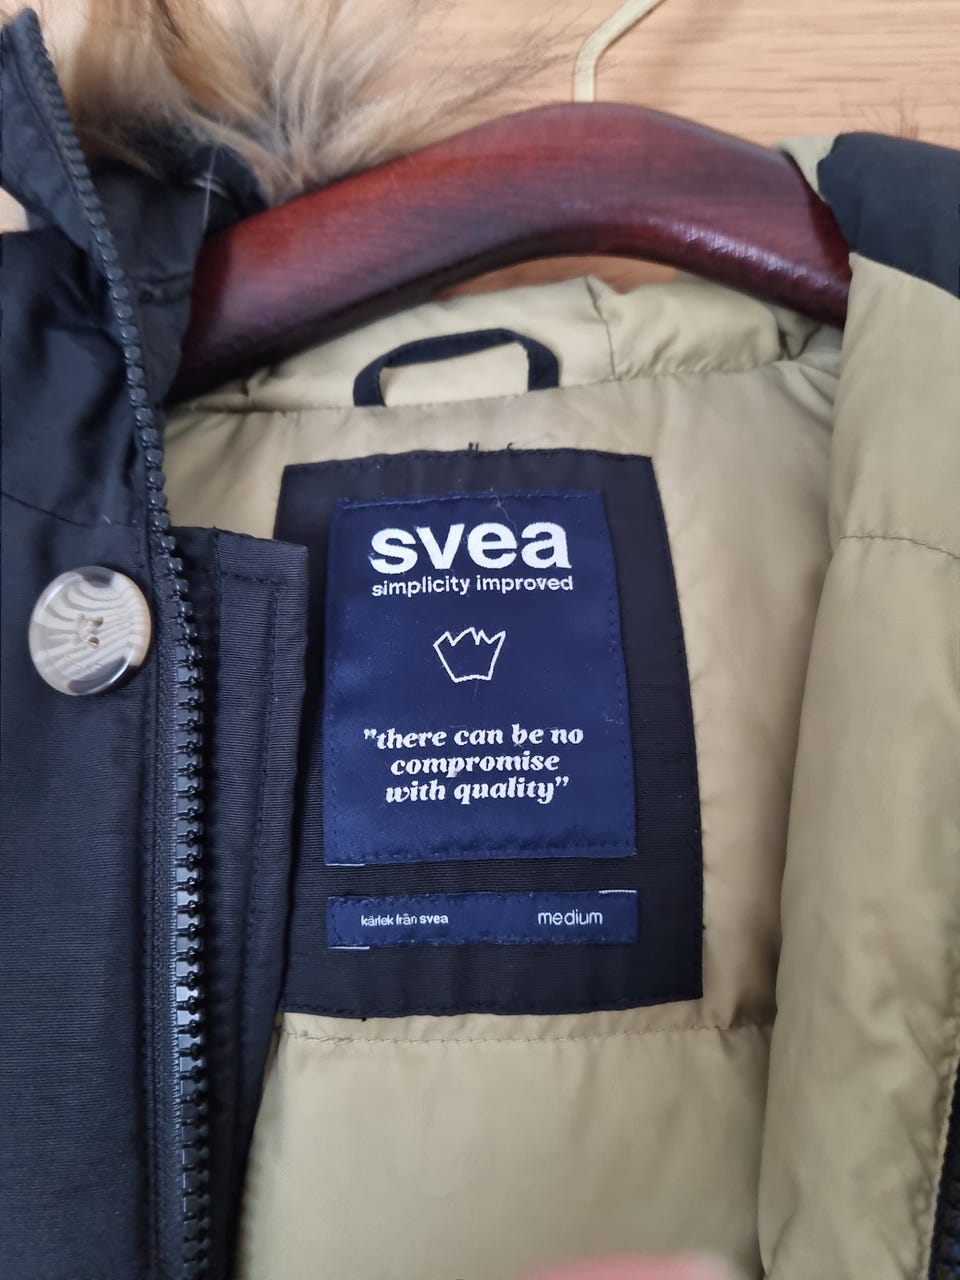 svea
simplicity improved
"there can be no
compromise
with quality"
kärlek från svea
medium